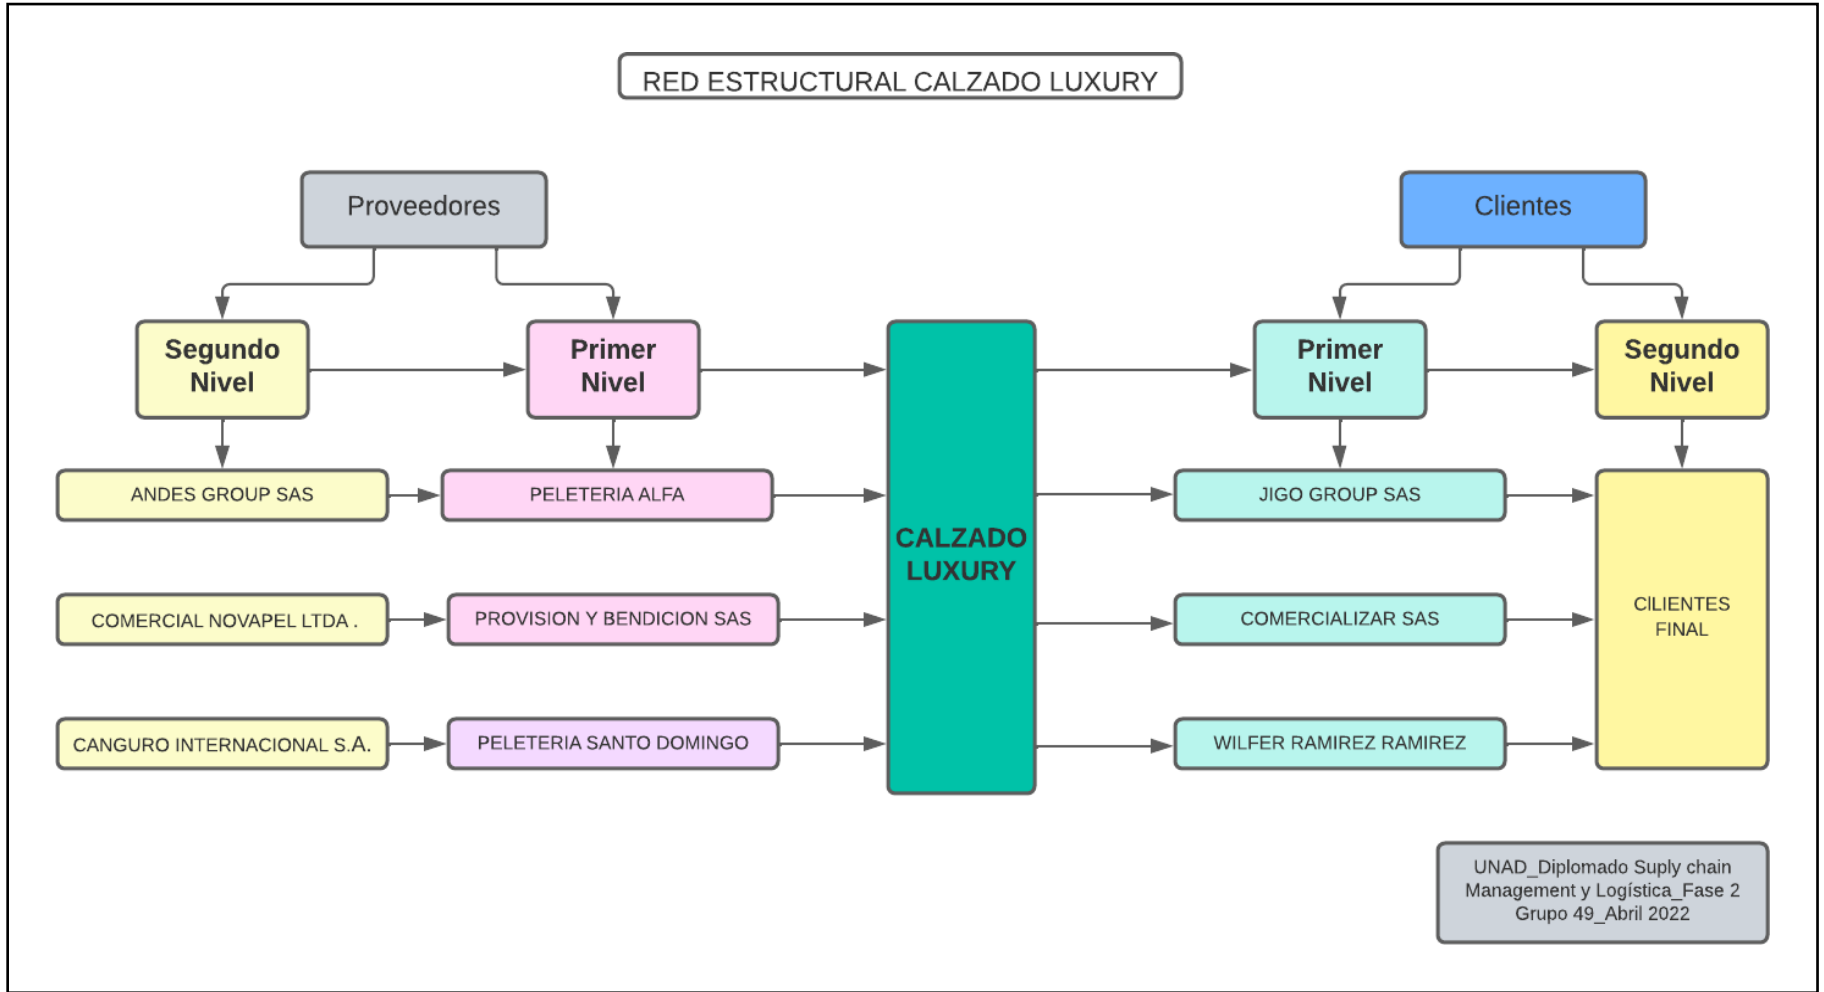 RED ESTRUCTURAL CALZADO LUXURY
Proveedores
Clientes
Segundo
Nivel
Primer
Nivel
Primer
Nivel
Segundo
Nivel
ANDES GROUP SAS
PELETERIA ALFA
JIGO GROUP SAS
CALZADO
LUXURY
COMERCIAL NOVAPEL LTDA .
PROVISION Y BENDICION SAS
COMERCIALIZAR SAS
CILIENTES
FINAL
CANGURO INTERNACIONAL S.A.
PELETERIA SANTO DOMINGO
WILFER RAMIREZ RAMIREZ
UNAD_Diplomado Suply chain
Management y Logística_Fase 2
Grupo 49_Abril 2022